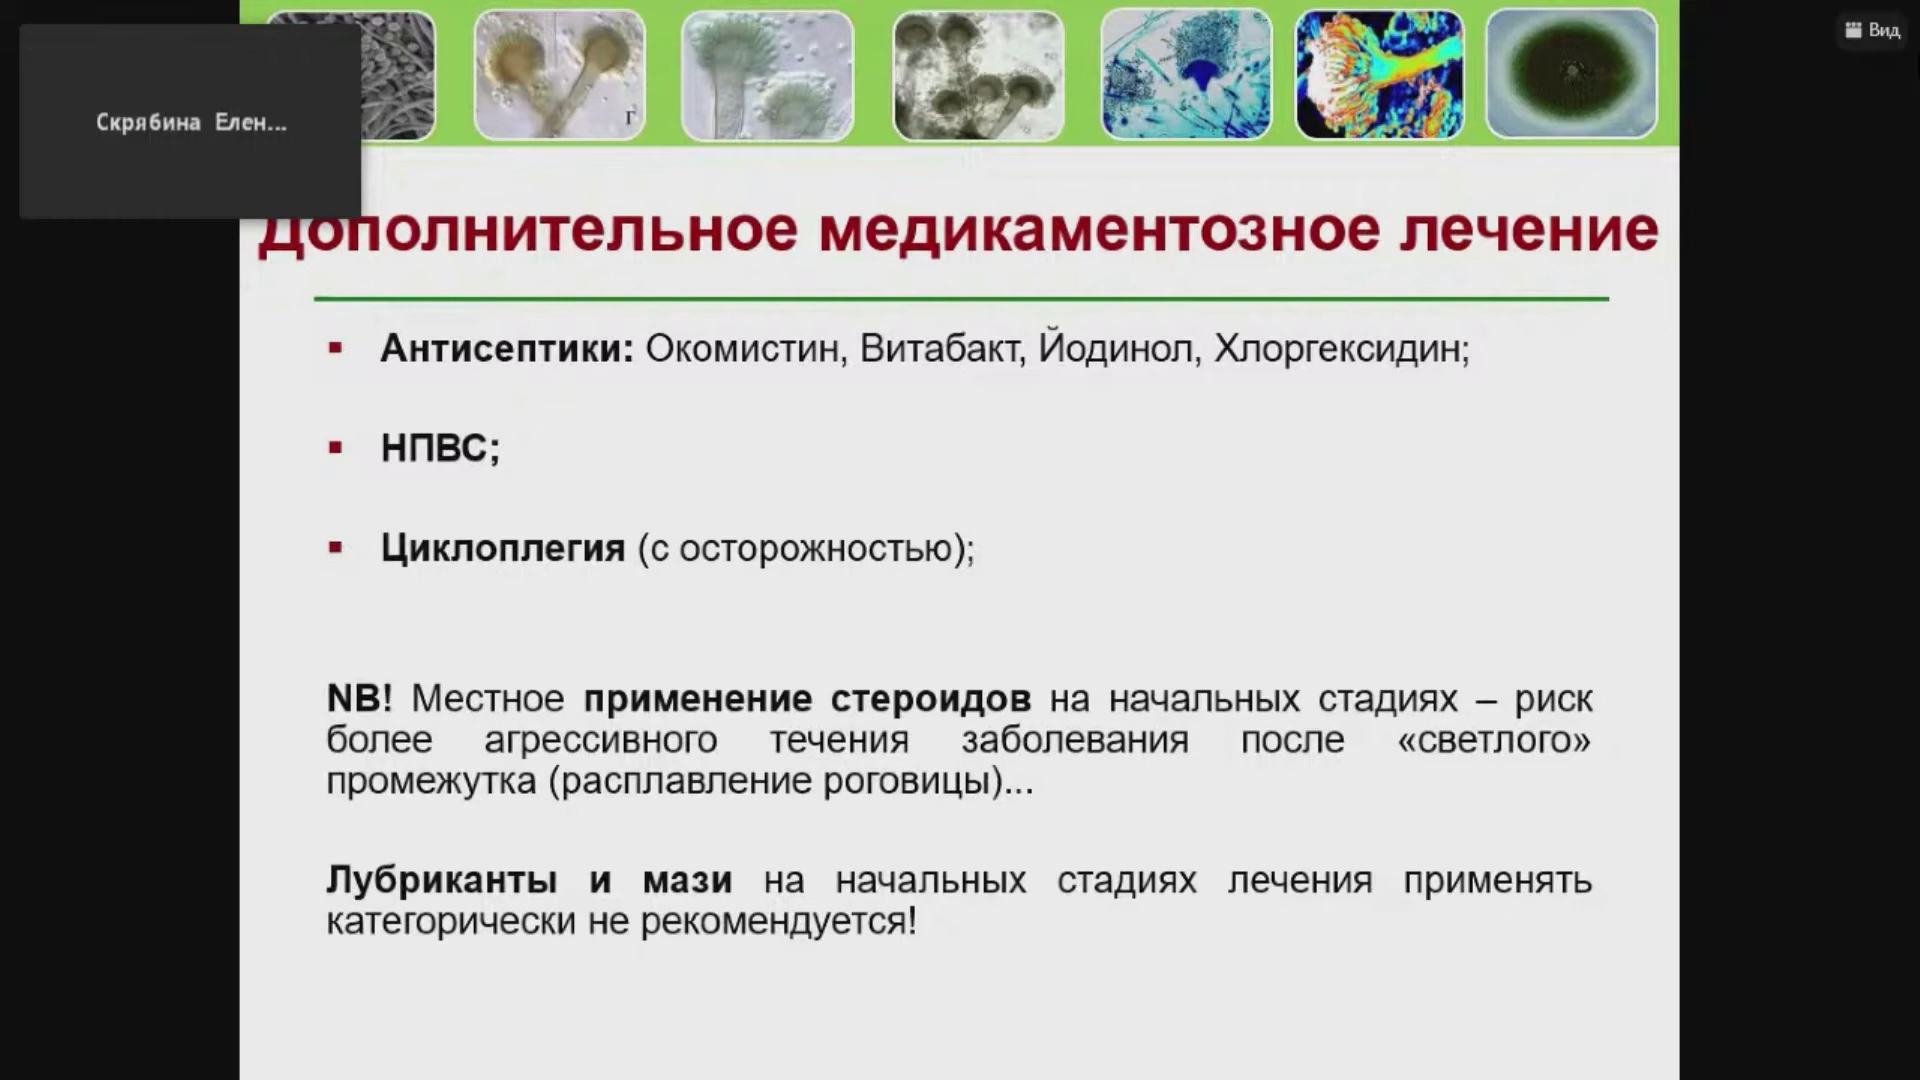 Вид
Скрябина Елен...
г
Дополнительное медикаментозное лечение
▪ Антисептики: Окомистин, Витабакт, Йодинол, Хлоргексидин;
▪ НПВС;
▪ Циклоплегия (с осторожностью);
NB! Местное применение стероидов на начальных стадиях – риск
более агрессивного течения заболевания после «светлого»
промежутка (расплавление роговицы)...
Лубриканты и мази на начальных стадиях лечения применять
категорически не рекомендуется!